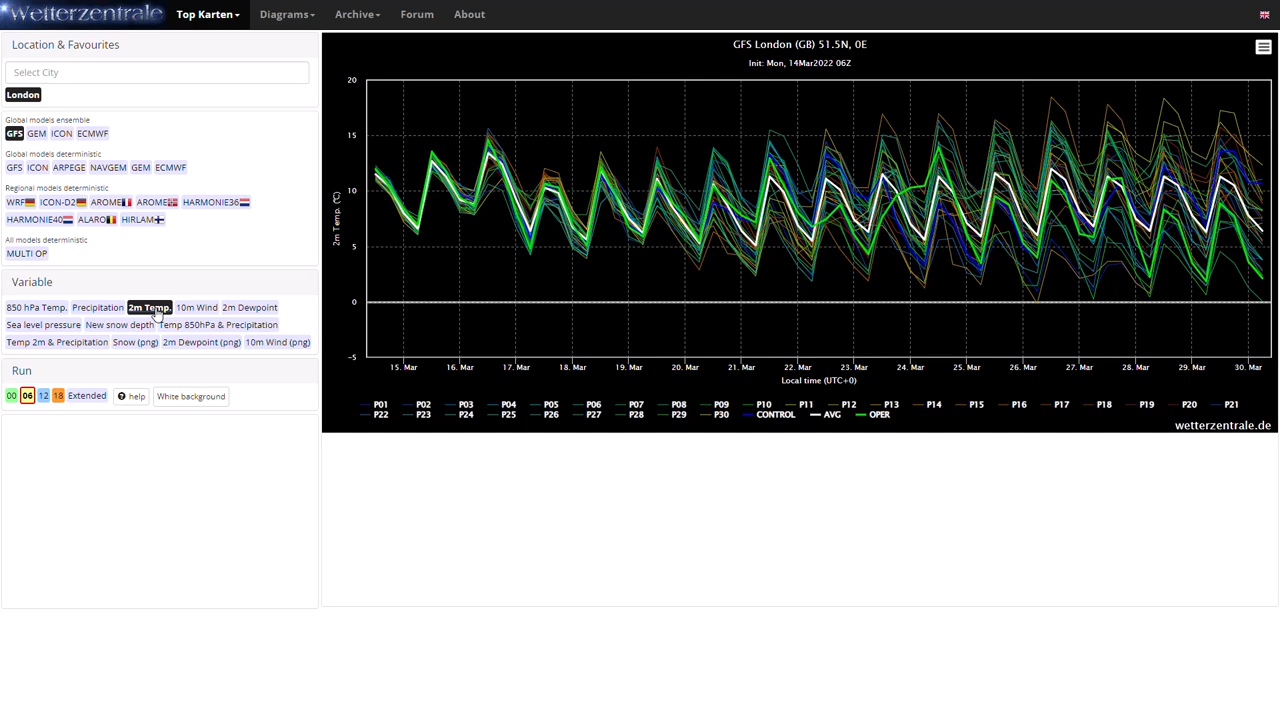 Wetterzentrale Top Karten Diagrams Archive Forum About
Location & Favourites
Select City
London
Global models ensemble
GFS GEM ICON ECMWF
Global models deterministic
GFS ICON ARPEGE NAVGEM GEM ECMWF
Regional models deterministic
WRF ICON-D2 AROME AROME HARMONIE36
HARMONIE40 ALARO HIRLAM
All models deterministic
MULTI OP
Variable
850 hPa Temp. Precipitation 2m Temp. 10m Wind 2m Dewpoint
Sea level pressure New snow depth Temp 850hPa & Precipitation
Temp 2m & Precipitation Snow (png) 2m Dewpoint (png) 10m Wind (png)
Run
00 06 12 18 Extended help White background
GFS London (GB) 51.5N, 0E
Init: Mon, 14Mar2022 06Z
20
15
10
5
0
−5
2m Temp. (°C)
15. Mar 16. Mar 17. Mar 18. Mar 19. Mar 20. Mar 21. Mar 22. Mar 23. Mar 24. Mar 25. Mar 26. Mar 27. Mar 28. Mar 29. Mar 30. Mar
Local time (UTC+0)
P01 P02 P03 P04 P05 P06 P07 P08 P09 P10 P11 P12 P13 P14 P15 P16 P17 P18 P19 P20 P21
P22 P23 P24 P25 P26 P27 P28 P29 P30 CONTROL AVG OPER
wetterzentrale.de